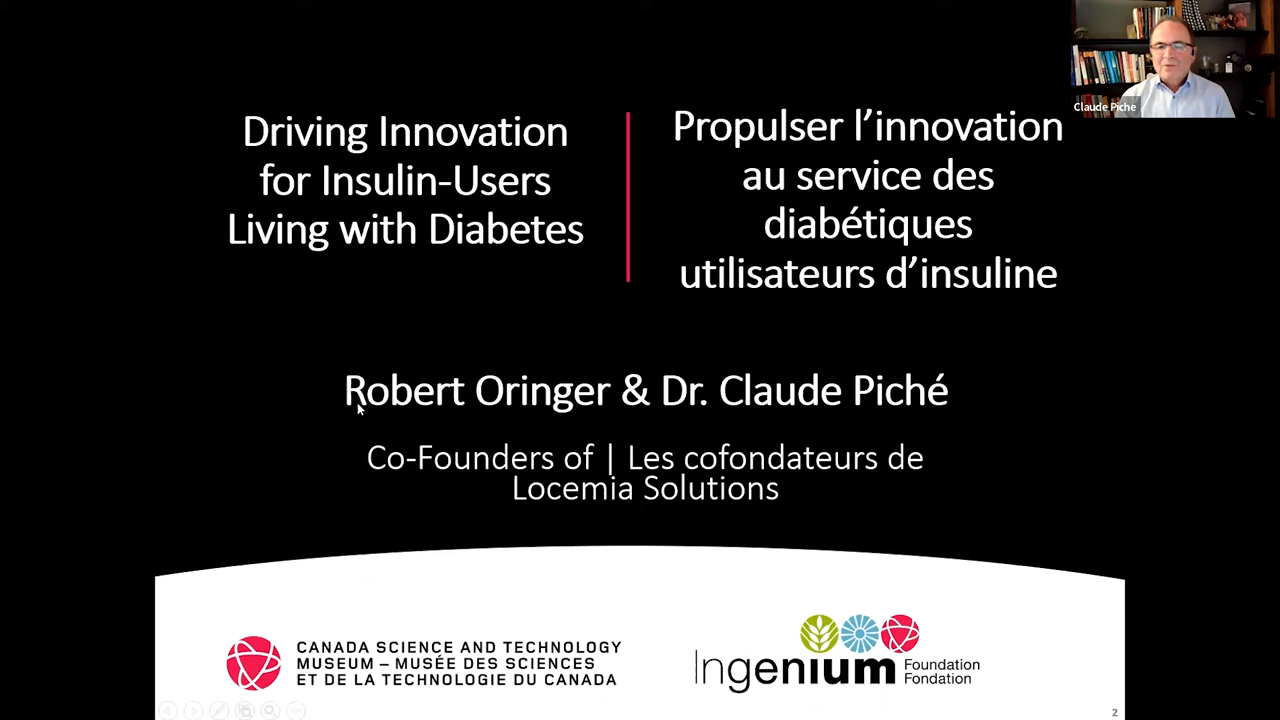 Claude Piche
Driving Innovation
for Insulin-Users
Living with Diabetes
Propulser l’innovation
au service des
diabétiques
utilisateurs d’insuline
Robert Oringer & Dr. Claude Piché
Co-Founders of | Les cofondateurs de
Locemia Solutions
CANADA SCIENCE AND TECHNOLOGY
MUSEUM – MUSÉE DES SCIENCES
ET DE LA TECHNOLOGIE DU CANADA
Ingenium
Foundation
Fondation
2